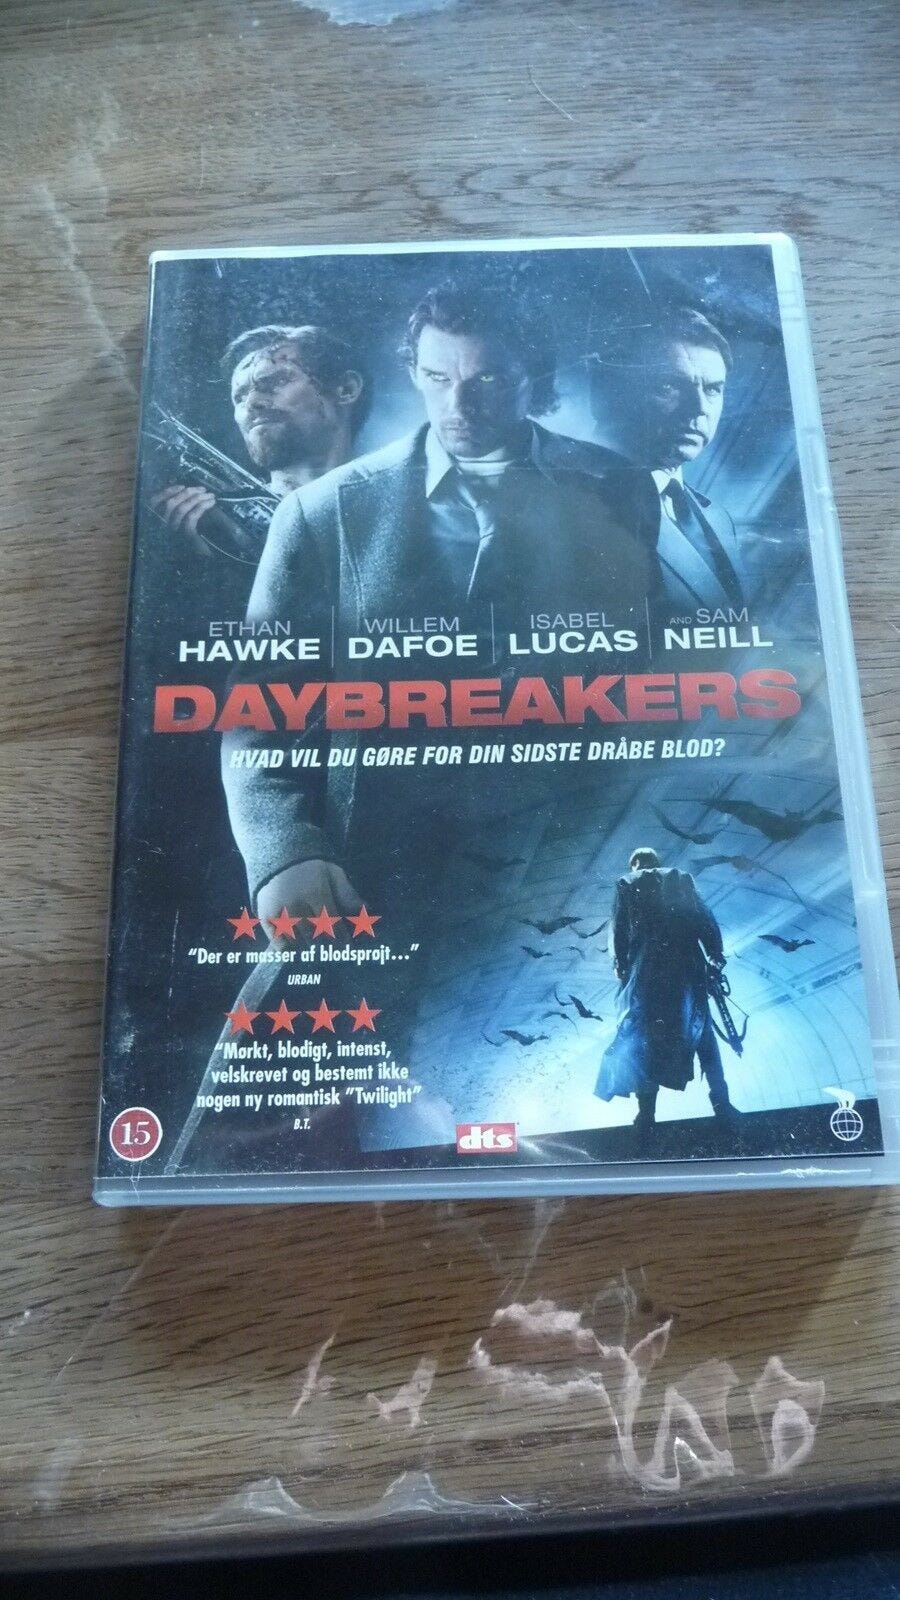 ETHAN HAWKE
WILLEM DAFOE
ISABEL LUCAS
AND SAM NEILL
DAYBREAKERS
HVAD VIL DU GØRE FOR DIN SIDSTE DRÅBE BLOD?
"Der er masser af blodsprøjt..."
URBAN
"Mørkt, blodigt, intenst,
velskrevet og bestemt ikke
nogen ny romantisk "Twilight"
B.T.
15
dts